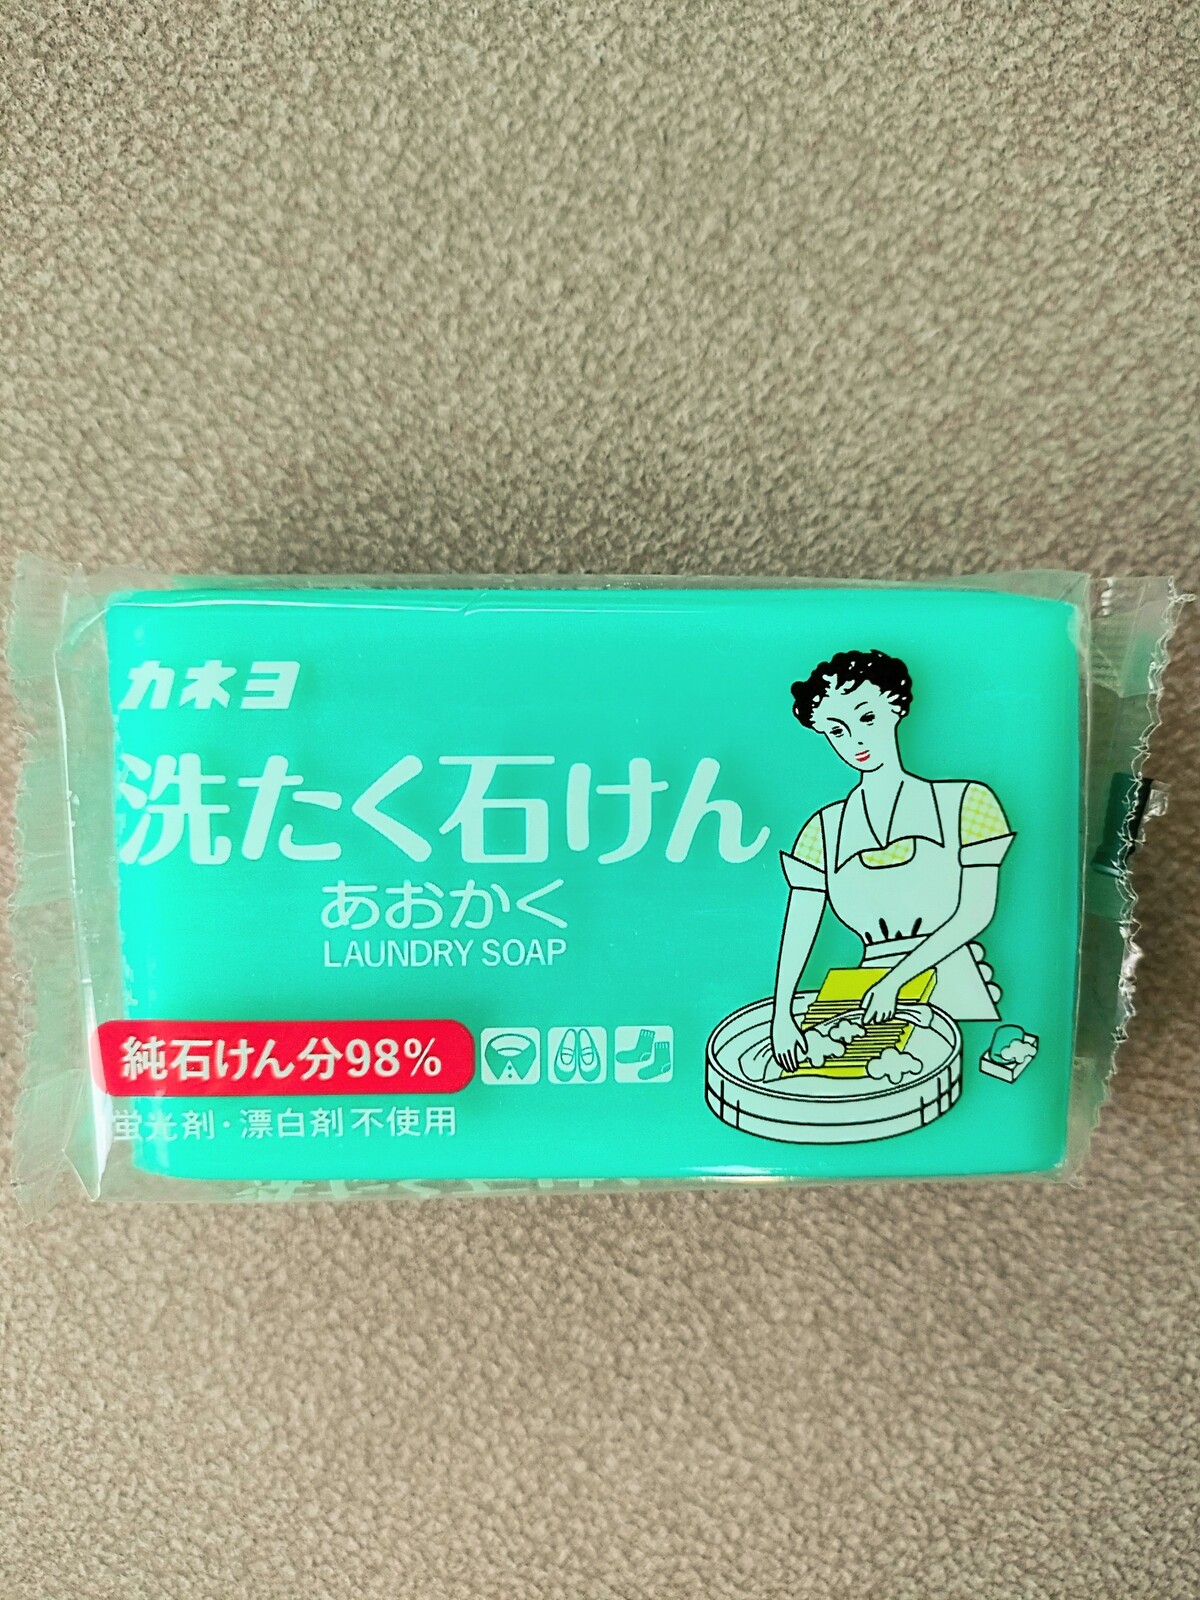 カネヨ
洗たく石けん
あおかく
LAUNDRY SOAP
純石けん分98%
蛍光剤・漂白剤不使用